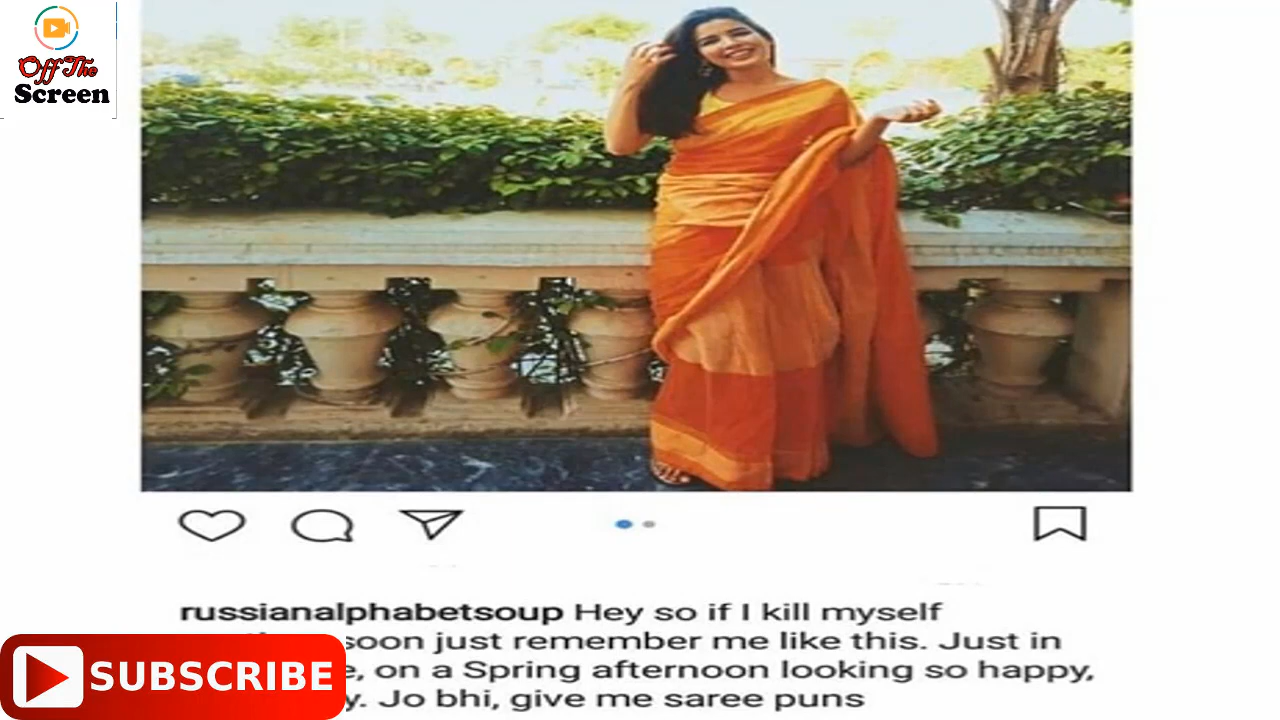 Off The
Screen
russianalphabetsoup Hey so if I kill myself
soon just remember me like this. Just in
on a Spring afternoon looking so happy,
SUBSCRIBE
Jo bhi, give me saree puns